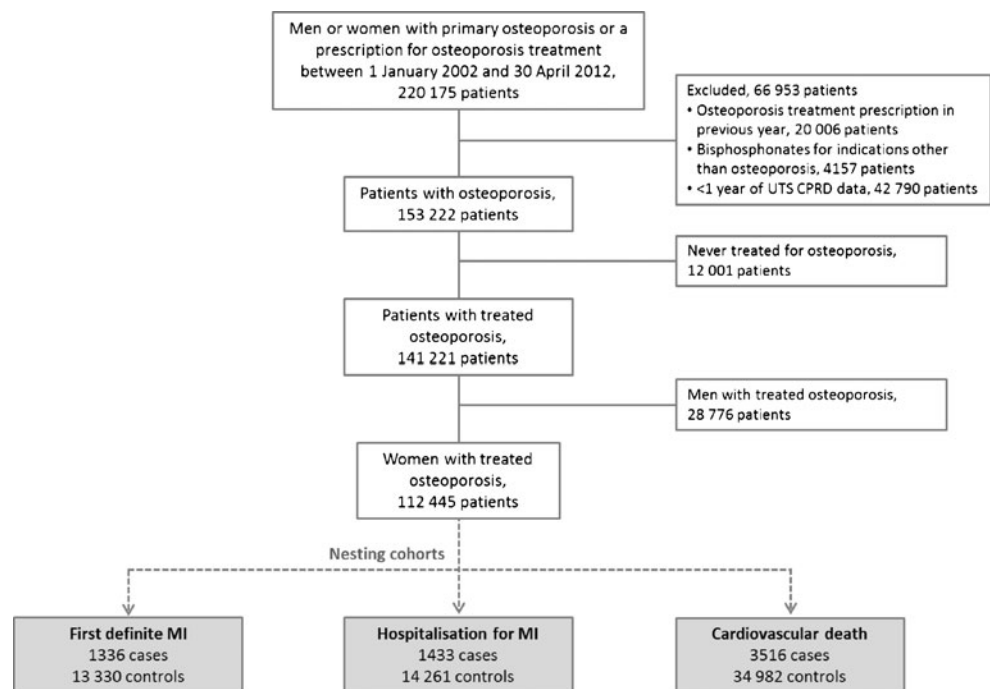 Men or women with primary osteoporosis or a
prescription for osteoporosis treatment
between 1 January 2002 and 30 April 2012,
220 175 patients
Excluded, 66 953 patients
• Osteoporosis treatment prescription in
previous year, 20 006 patients
• Bisphosphonates for indications other
than osteoporosis, 4157 patients
• <1 year of UTS CPRD data, 42 790 patients
Patients with osteoporosis,
153 222 patients
Never treated for osteoporosis,
12 001 patients
Patients with treated
osteoporosis,
141 221 patients
Men with treated osteoporosis,
28 776 patients
Women with treated
osteoporosis,
112 445 patients
Nesting cohorts
First definite MI
1336 cases
13 330 controls
Hospitalisation for MI
1433 cases
14 261 controls
Cardiovascular death
3516 cases
34 982 controls